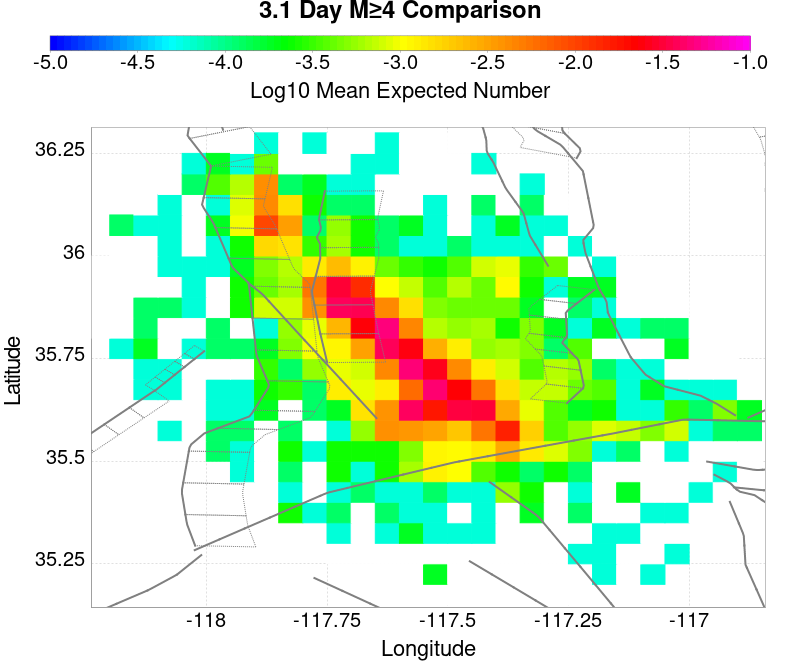 3.1 Day M≥4 Comparison
-5.0 -4.5 -4.0 -3.5 -3.0 -2.5 -2.0 -1.5 -1.0
Log10 Mean Expected Number
36.25
36
35.75
35.5
35.25
Latitude
-118 -117.75 -117.5 -117.25 -117
Longitude